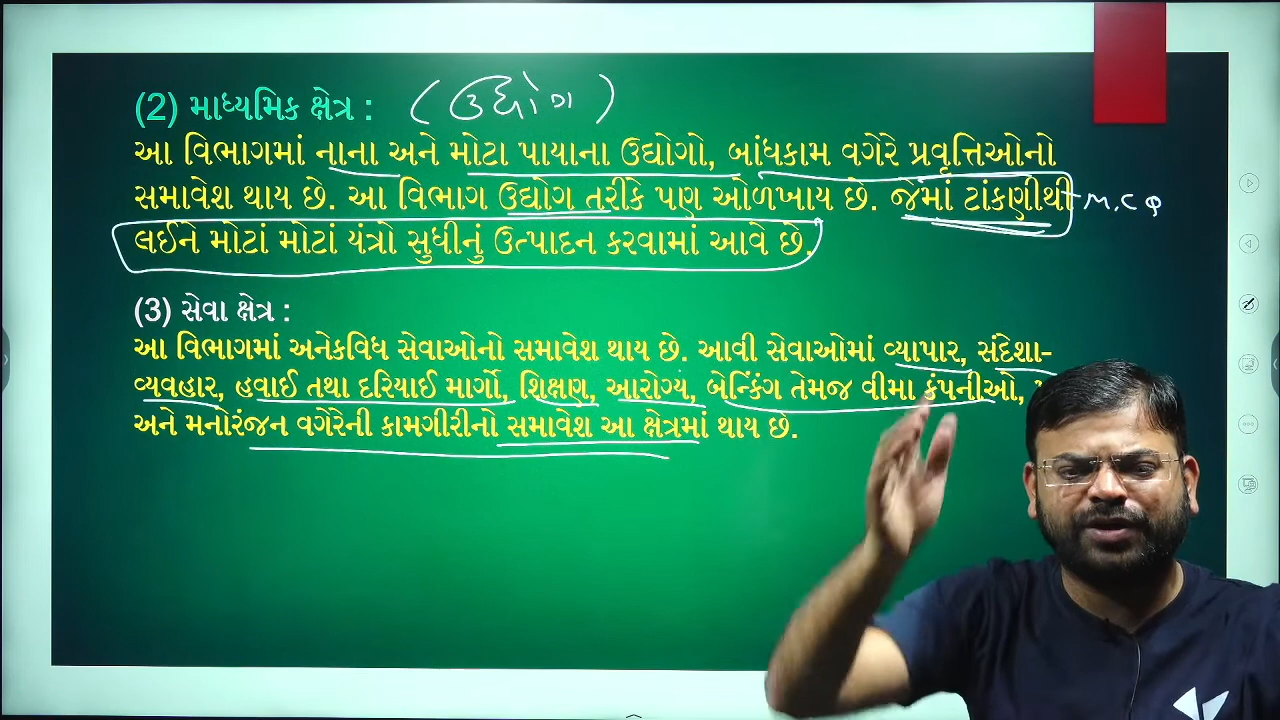 (2) માધ્યમિક ક્ષેત્ર : (ઉદ્યોગ)
આ વિભાગમાં નાના અને મોટા પાયાના ઉદ્યોગો, બાંધકામ વગેરે પ્રવૃત્તિઓનો
સમાવેશ થાય છે. આ વિભાગ ઉદ્યોગ તરીકે પણ ઓળખાય છે. જેમાં ટાંકણીથી M.C Q
લઈને મોટાં મોટાં યંત્રો સુધીનું ઉત્પાદન કરવામાં આવે છે.
(3) સેવા ક્ષેત્ર :
આ વિભાગમાં અનેકવિધ સેવાઓનો સમાવેશ થાય છે. આવી સેવાઓમાં વ્યાપાર, સંદેશા-
વ્યવહાર, હવાઈ તથા દરિયાઈ માર્ગો, શિક્ષણ, આરોગ્ય, બેન્કિંગ તેમજ વીમા કંપનીઓ,
અને મનોરંજન વગેરેની કામગીરીનો સમાવેશ આ ક્ષેત્રમાં થાય છે.